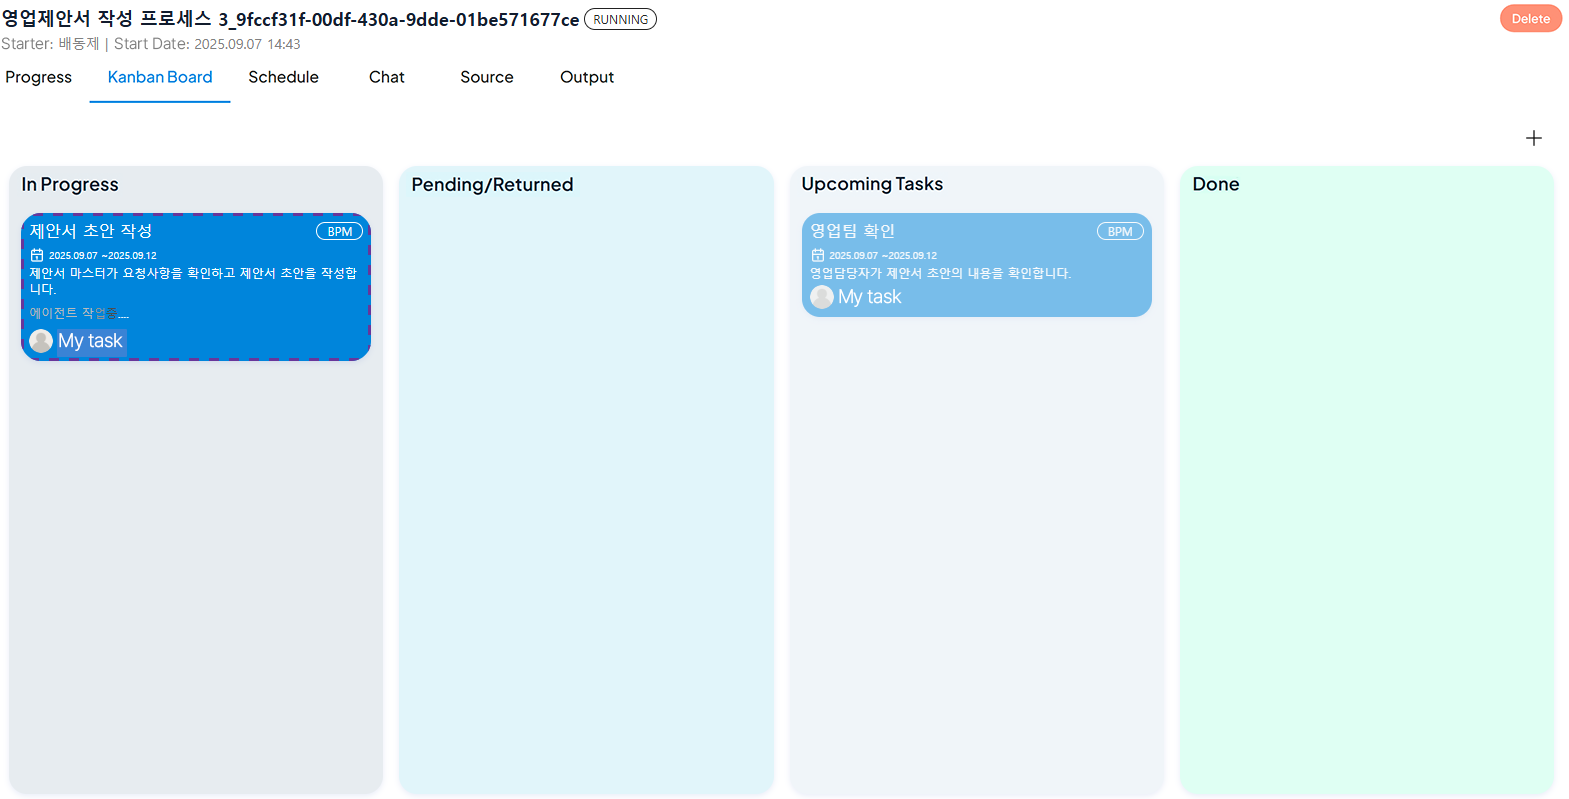 영업제안서 작성 프로세스 3_9fccf31f-00df-430a-9dde-01be571677ce RUNNING
Delete
Starter: 배동제 | Start Date: 2025.09.07 14:43
Progress Kanban Board Schedule Chat Source Output
In Progress
제안서 초안 작성 BPM
2025.09.07 ~2025.09.12
제안서 마스터가 요청사항을 확인하고 제안서 초안을 작성합
니다.
에이전트 작업중....
My task
Pending/Returned
Upcoming Tasks
영업팀 확인 BPM
2025.09.07 ~2025.09.12
영업담당자가 제안서 초안의 내용을 확인합니다.
My task
Done